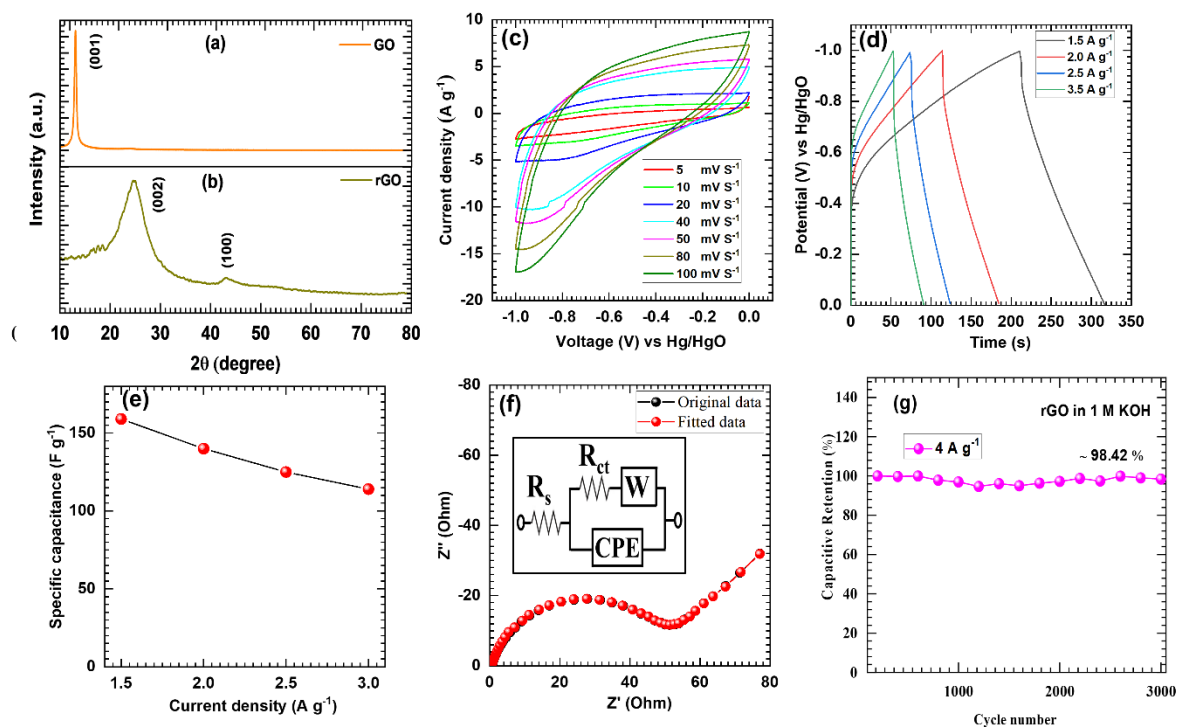 (a)
GO
(001)
(b)
rGO
(002)
(100)
Intensity (a.u.)
(
10 20 30 40 50 60 70 80
2θ (degree)
(c)
10
5
0
-5
-10
-15
-20
Current density (A g-1)
5 mV S-1
10 mV S-1
20 mV S-1
40 mV S-1
50 mV S-1
80 mV S-1
100 mV S-1
-1.0 -0.8 -0.6 -0.4 -0.2 0.0
Voltage (V) vs Hg/HgO
(d)
-1.0
-0.8
-0.6
-0.4
-0.2
0.0
Potential (V) vs Hg/HgO
1.5 A g-1
2.0 A g-1
2.5 A g-1
3.5 A g-1
0 50 100 150 200 250 300 350
Time (s)
(e)
150
100
50
0
Specific capacitance (F g-1)
1.5 2.0 2.5 3.0
Current density (A g-1)
(f)
-80
-60
-40
-20
0
Z'' (Ohm)
Original data
Fitted data
Rs
Rct
W
CPE
0 20 40 60 80
Z' (Ohm)
(g)
rGO in 1 M KOH
4 A g-1
~ 98.42 %
140
120
100
80
60
40
20
0
Capacitive Retention (%)
1000 2000 3000
Cycle number